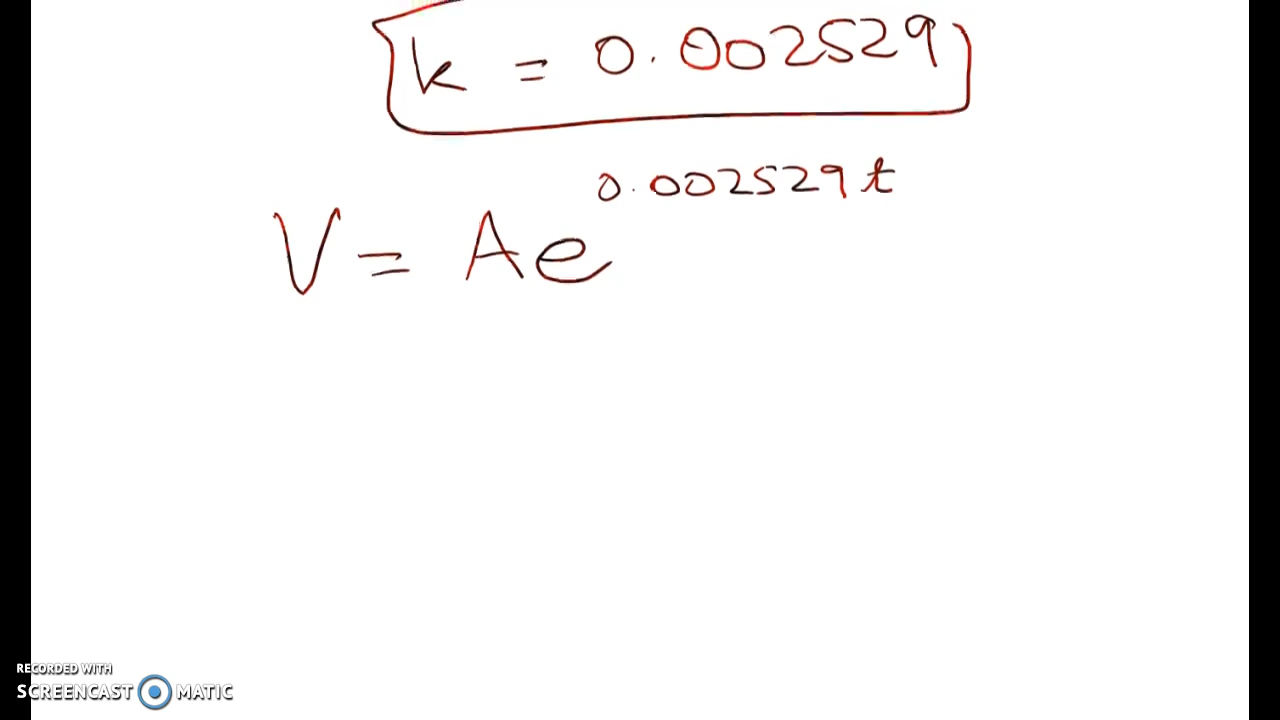 k = 0.002529
V = Ae^0.002529t
RECORDED WITH
SCREENCAST MATIC